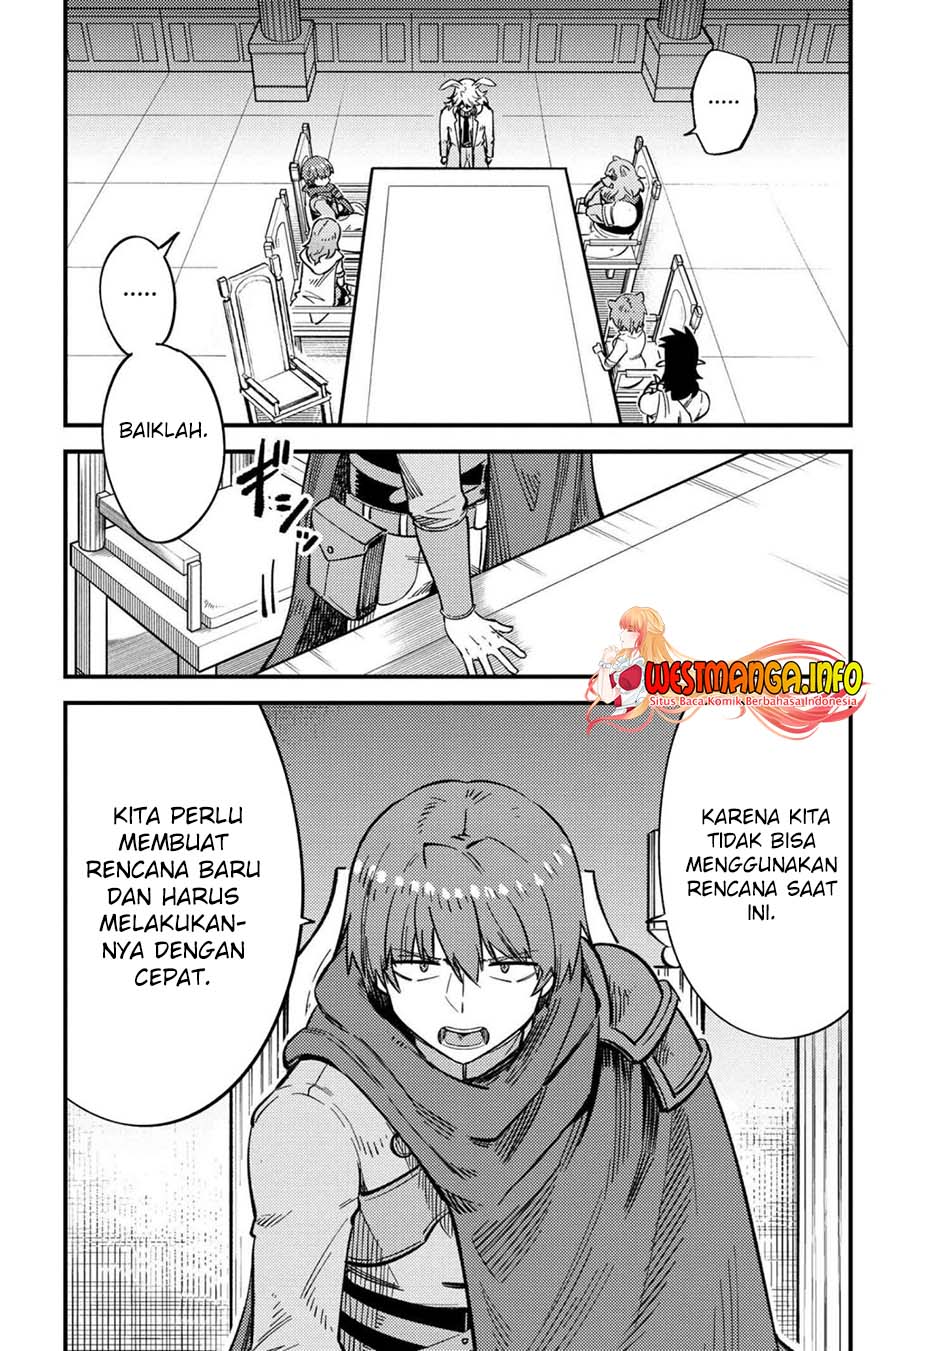 .....
.....
BAIKLAH.
ギシッ
WESTMANGA.INFO
Situs Baca Komik Berbahasa Indonesia
KARENA KITA
TIDAK BISA
MENGGUNAKAN
RENCANA SAAT
INI.
KITA PERLU
MEMBUAT
RENCANA BARU
DAN HARUS
MELAKUKAN-
NYA DENGAN
CEPAT.